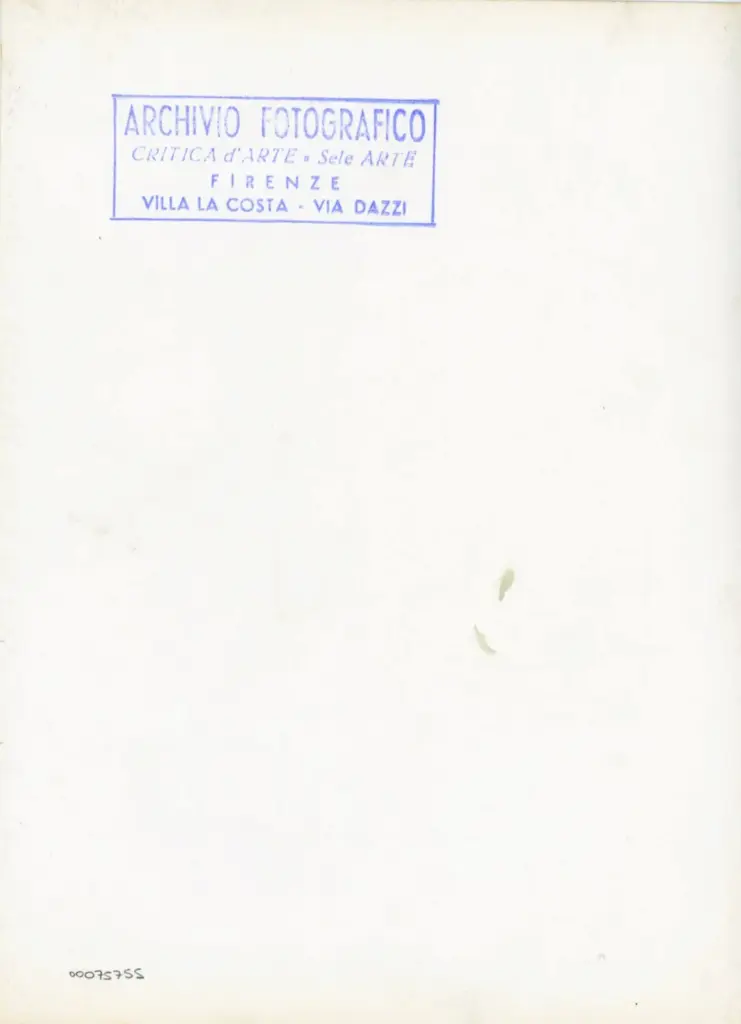 ARCHIVIO FOTOGRAFICO
CRITICA d'ARTE • Sele ARTE
FIRENZE
VILLA LA COSTA - VIA DAZZI
00075755